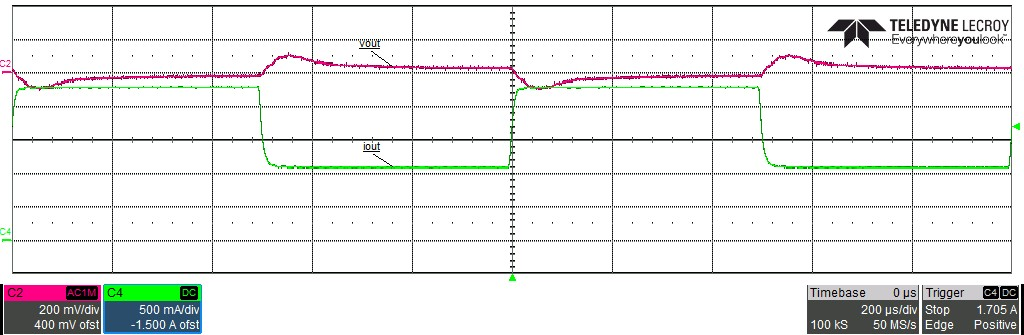 TELEDYNE LECROY
Everywhereyoulook™
vout
C2
iout
C4
C2 AC1M
200 mV/div
400 mV ofst
C4 DC
500 mA/div
-1.500 A ofst
Timebase 0 µs
200 µs/div
100 kS 50 MS/s
Trigger C4 DC
Stop 1.705 A
Edge Positive